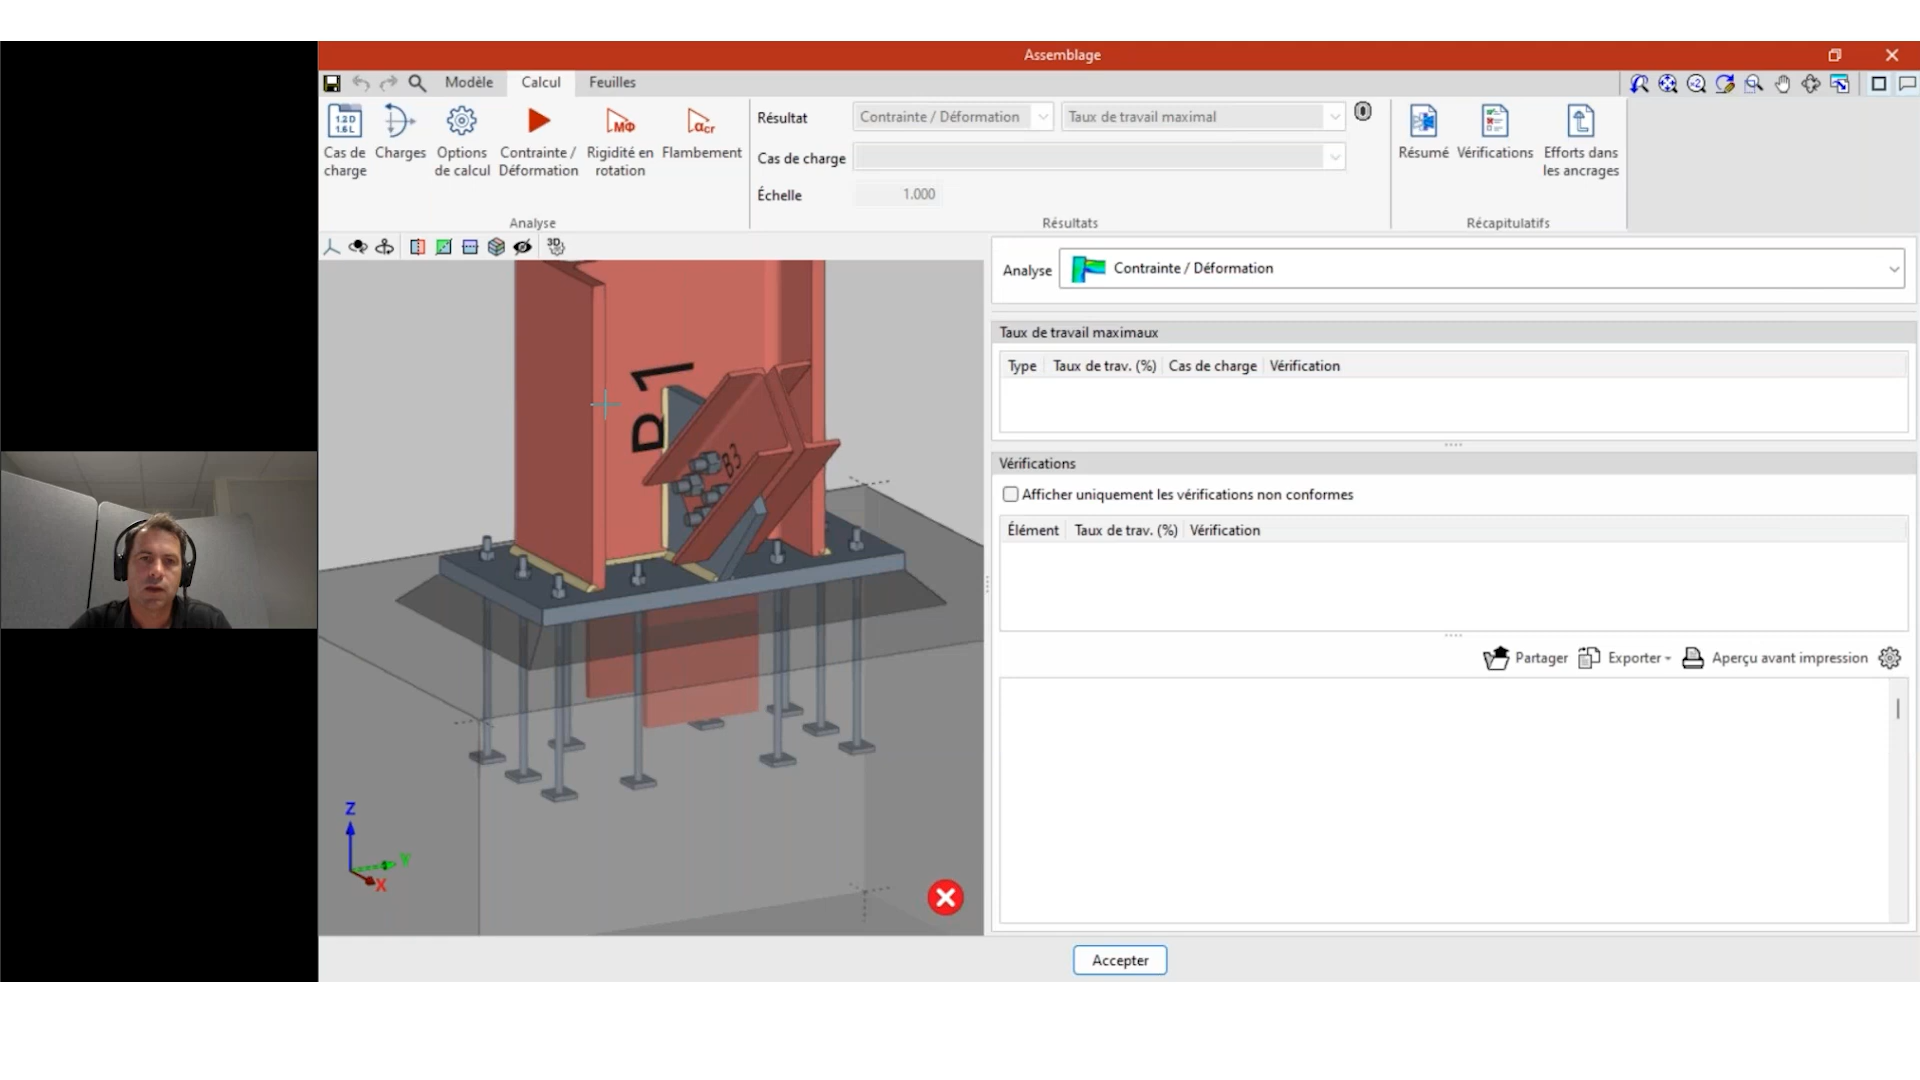 Assemblage
Modèle Calcul Feuilles
Cas de charge
Charges
Options de calcul
Contrainte / Déformation
Rigidité en rotation
Flambement
Analyse
Résultat Contrainte / Déformation Taux de travail maximal
Cas de charge
Échelle 1.000
Résultats
Résumé
Vérifications
Efforts dans les ancrages
Récapitulatifs
Analyse Contrainte / Déformation
Taux de travail maximaux
Type Taux de trav. (%) Cas de charge Vérification
Vérifications
Afficher uniquement les vérifications non conformes
Élément Taux de trav. (%) Vérification
Partager Exporter Aperçu avant impression
B1
B3
Z
Y
X
3D
Accepter